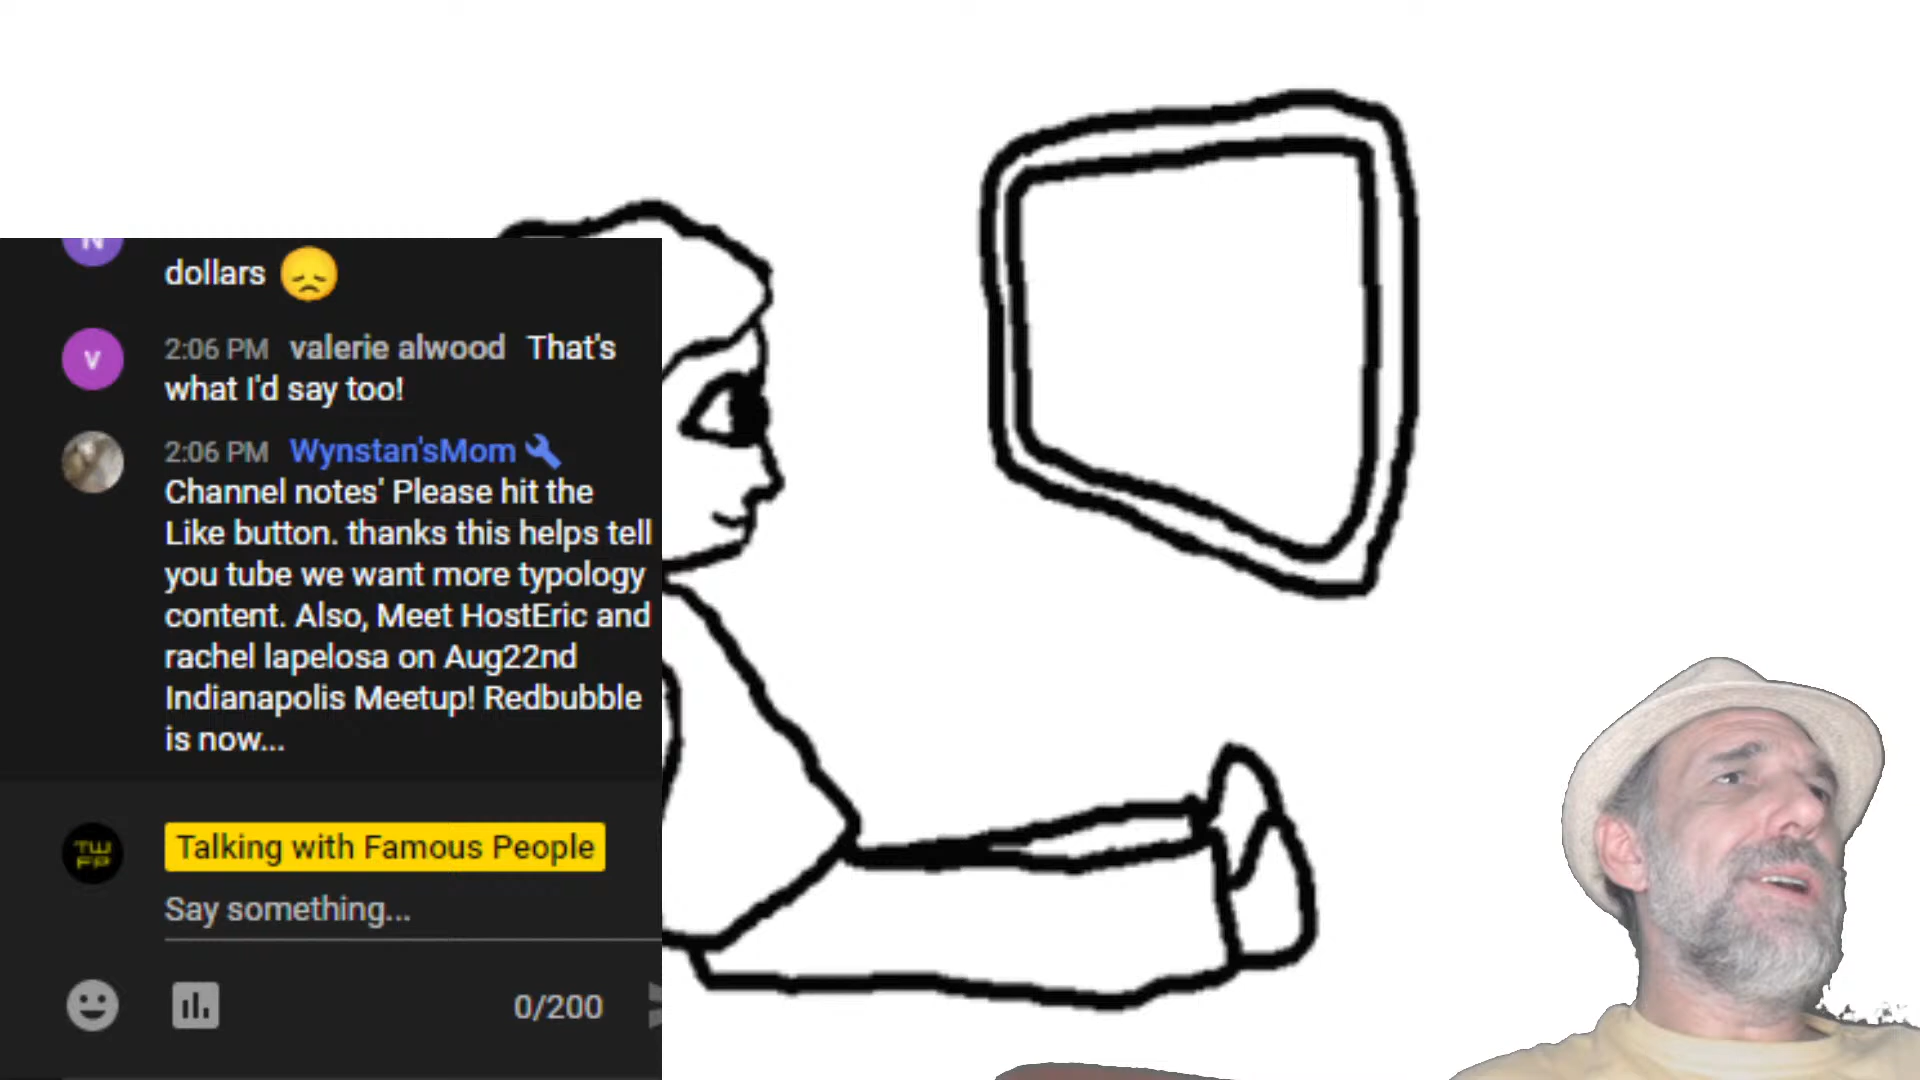 N
dollars
V
2:06 PM valerie alwood That's
what I'd say too!
2:06 PM Wynstan'sMom
Channel notes' Please hit the
Like button. thanks this helps tell
you tube we want more typology
content. Also, Meet HostEric and
rachel lapelosa on Aug22nd
Indianapolis Meetup! Redbubble
is now...
TW
FP
Talking with Famous People
Say something...
0/200